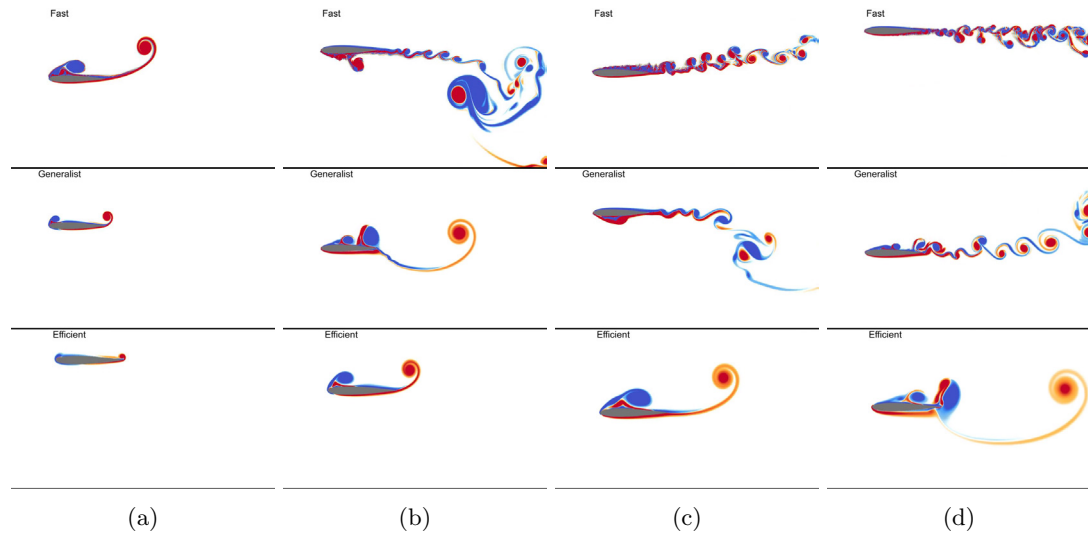 Fast Fast Fast Fast
Generalist Generalist Generalist Generalist
Efficient Efficient Efficient Efficient
(a) (b) (c) (d)